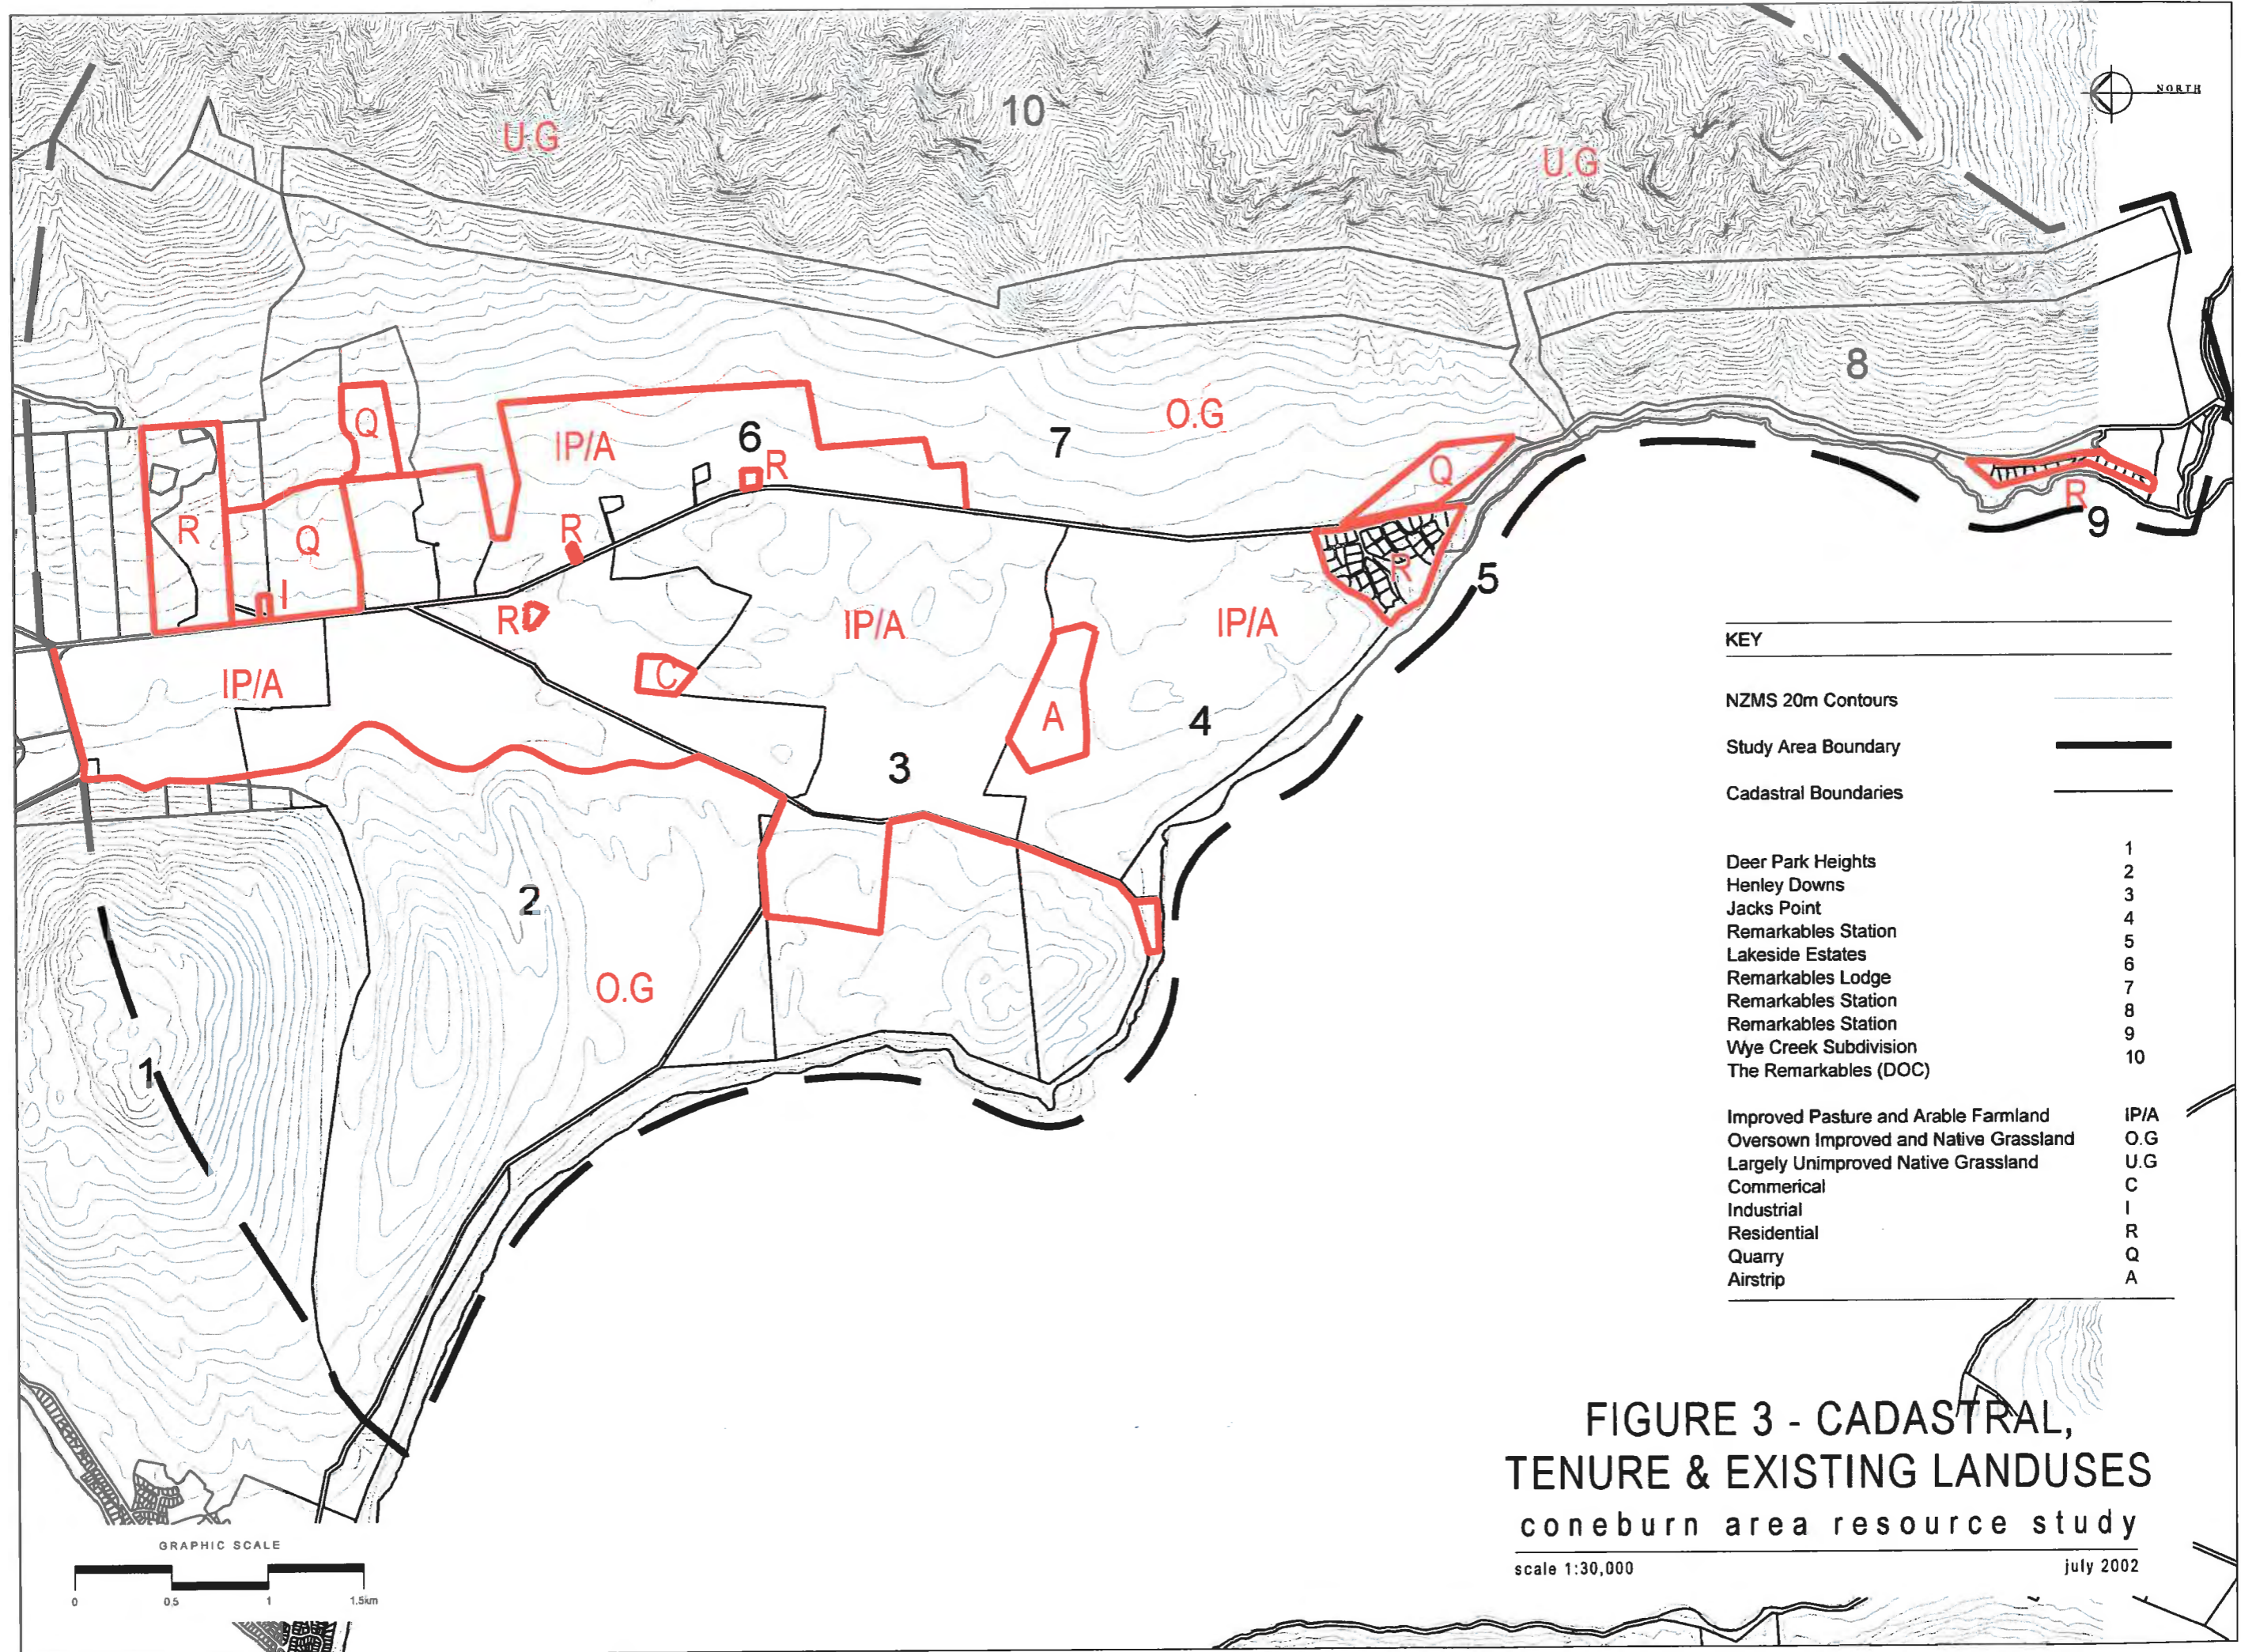 10
U.G
U.G
NORTH
8
Q
O.G
6
7
IP/A
R
Q
R
9
R
Q
R
R
5
I
R
IP/A
IP/A
IP/A
C
A
4
3
2
O.G
1
KEY
NZMS 20m Contours
Study Area Boundary
Cadastral Boundaries
Deer Park Heights 1
Henley Downs 2
Jacks Point 3
Remarkables Station 4
Lakeside Estates 5
Remarkables Lodge 6
Remarkables Station 7
Remarkables Station 8
Wye Creek Subdivision 9
The Remarkables (DOC) 10
Improved Pasture and Arable Farmland IP/A
Oversown Improved and Native Grassland O.G
Largely Unimproved Native Grassland U.G
Commerical C
Industrial I
Residential R
Quarry Q
Airstrip A
FIGURE 3 - CADASTRAL,
TENURE & EXISTING LANDUSES
coneburn area resource study
scale 1:30,000 july 2002
GRAPHIC SCALE
0 0.5 1 1.5km